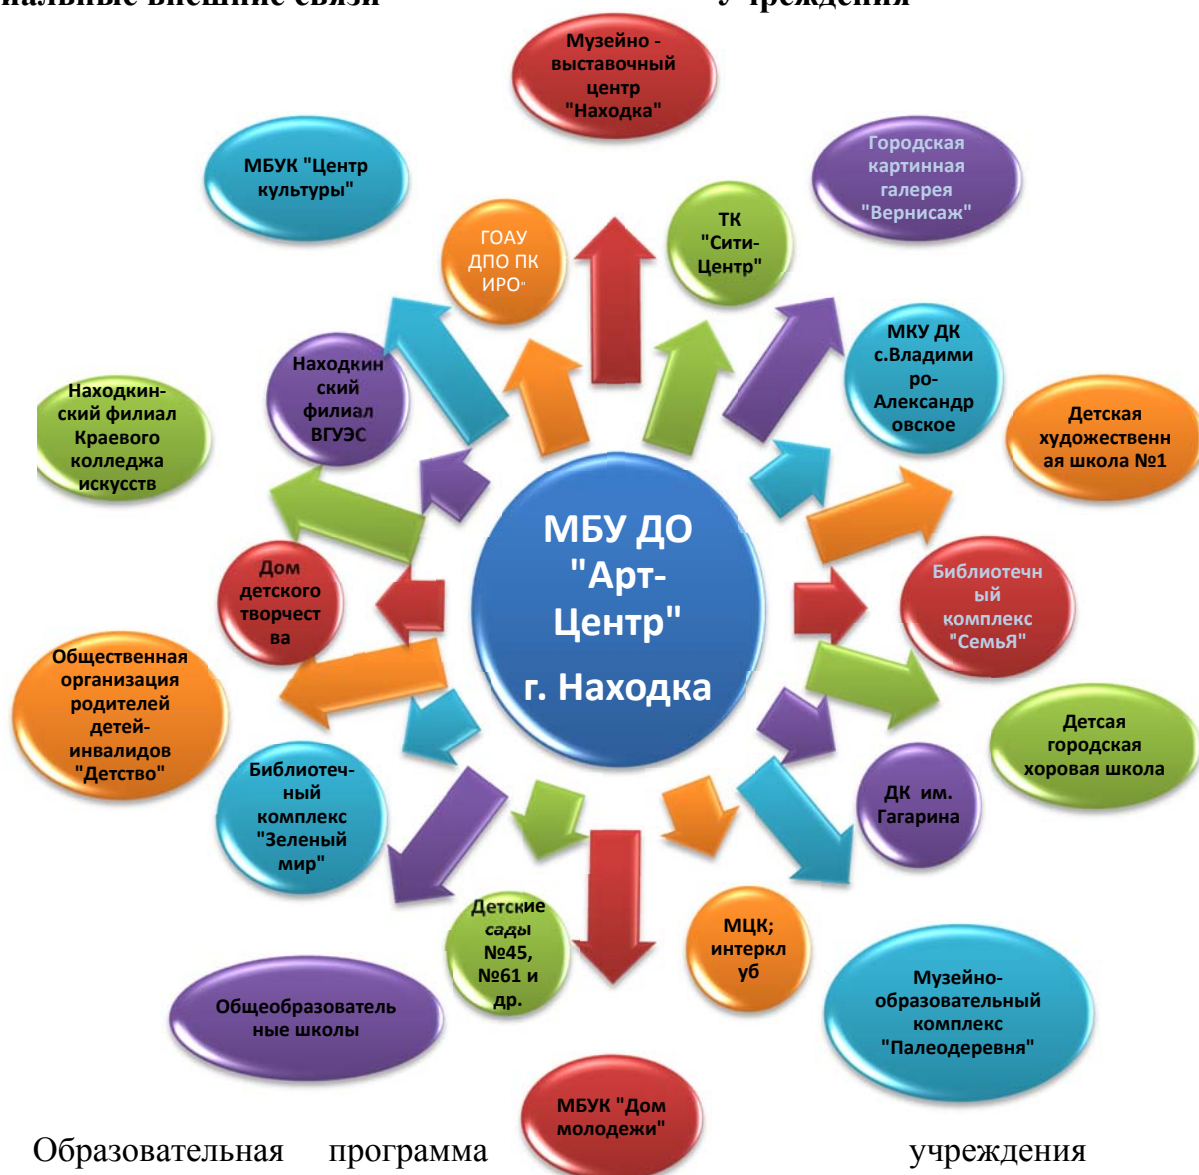 иальные внешние связи учреждения
Музейно -
выставочный
центр
"Находка"
МБУК "Центр
культуры"
Городская
картинная
галерея
"Вернисаж"
ГОАУ
ДПО ПК
ИРО"
ТК
"Сити-
Центр"
Находкин
ский
филиал
ВГУЭС
МКУ ДК
с.Владими
ро-
Александр
овское
Находкин-
ский филиал
Краевого
колледжа
искусств
Детская
художественн
ая школа №1
МБУ ДО
"Арт-
Центр"
г. Находка
Дом
детского
творчест
ва
Библиотечн
ый
комплекс
"СемьЯ"
Общественная
организация
родителей
детей-
инвалидов
"Детство"
Детсая
городская
хоровая школа
Библиотеч-
ный
комплекс
"Зеленый
мир"
ДК им.
Гагарина
Детские
сады
№45,
№61 и
др.
МЦК;
интеркл
уб
Общеобразователь
ные школы
Музейно-
образовательный
комплекс
"Палеодеревня"
МБУК "Дом
молодежи"
Образовательная программа учреждения